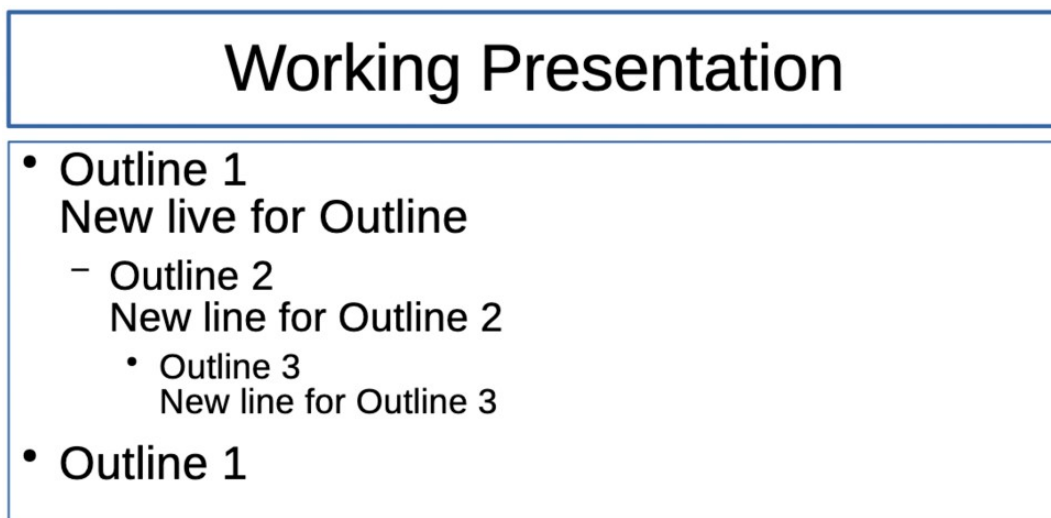 Working Presentation
• Outline 1
New live for Outline
– Outline 2
New line for Outline 2
• Outline 3
New line for Outline 3
• Outline 1